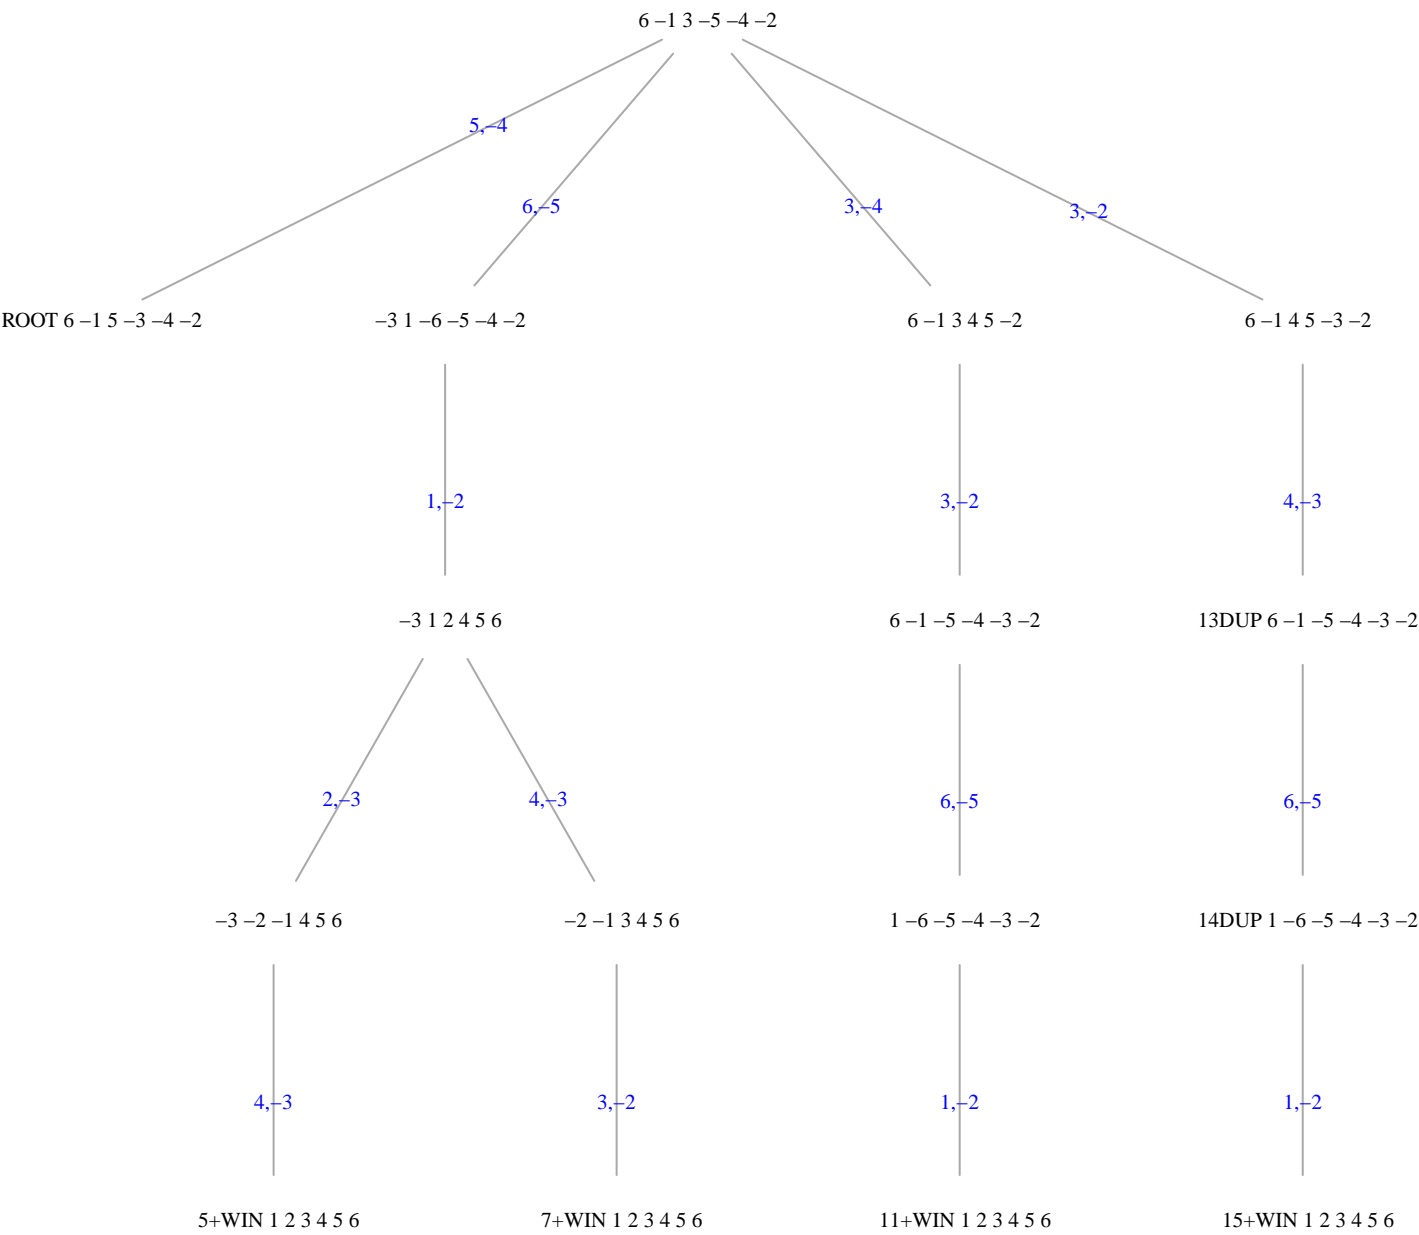 6 –1 3 –5 –4 –2
5,–4
6,–5
3,–4
3,–2
ROOT 6 –1 5 –3 –4 –2
–3 1 –6 –5 –4 –2
6 –1 3 4 5 –2
6 –1 4 5 –3 –2
1,–2
3,–2
4,–3
–3 1 2 4 5 6
6 –1 –5 –4 –3 –2
13DUP 6 –1 –5 –4 –3 –2
2,–3
4,–3
6,–5
6,–5
–3 –2 –1 4 5 6
–2 –1 3 4 5 6
1 –6 –5 –4 –3 –2
14DUP 1 –6 –5 –4 –3 –2
4,–3
3,–2
1,–2
1,–2
5+WIN 1 2 3 4 5 6
7+WIN 1 2 3 4 5 6
11+WIN 1 2 3 4 5 6
15+WIN 1 2 3 4 5 6